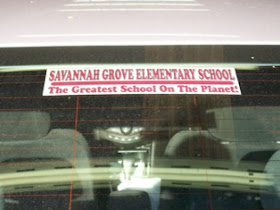 SAVANNAH GROVE ELEMENTARY SCHOOL
The Greatest School On The Planet!